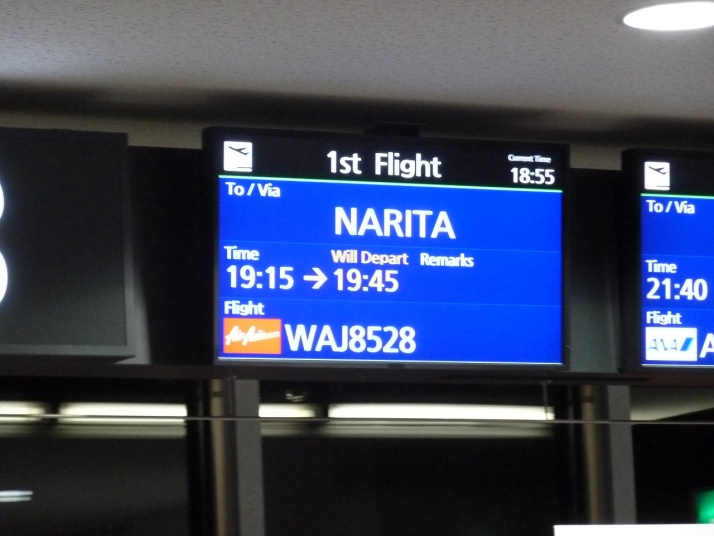 1st Flight
Current Time
18:55
To / Via
NARITA
Time Will Depart Remarks
19:15 → 19:45
Flight
AirAsia WAJ8528
To / Via
Time
21:40
Flight
ANA A